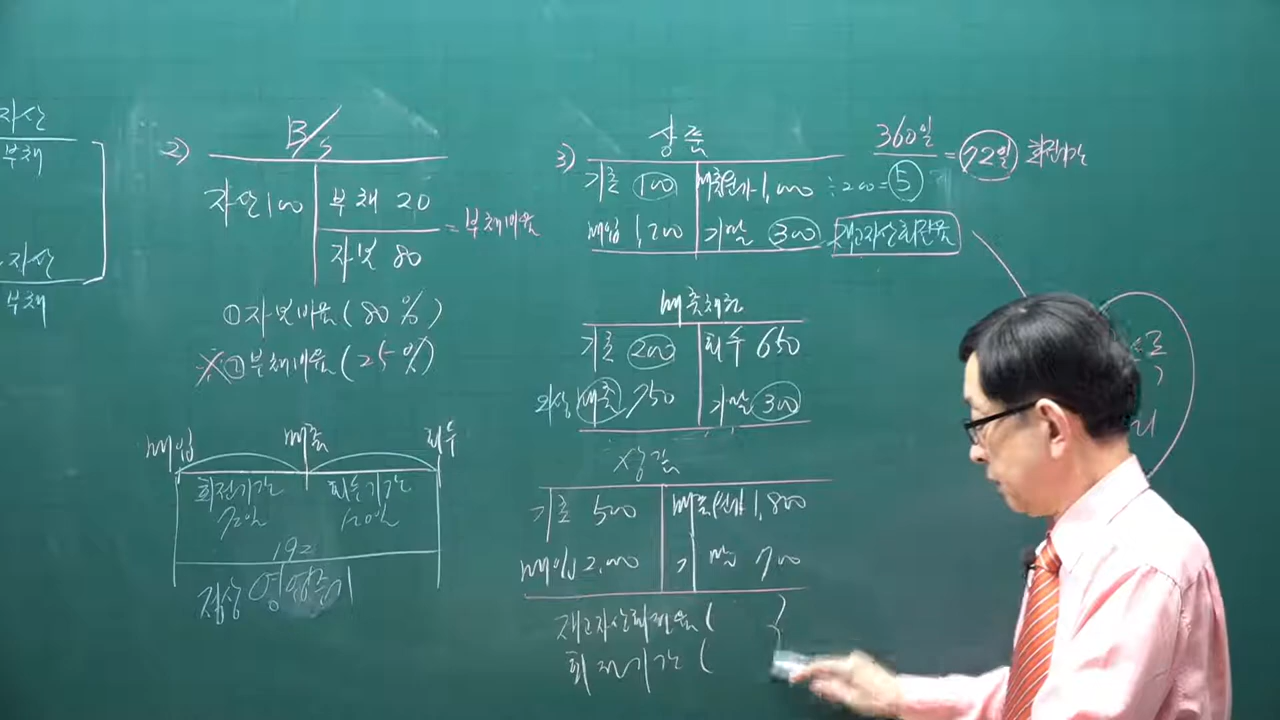 자산
부채
자산
부채
2) B/S
자산 100 부채 20
자본 80 = 부채비율
① 자본비율 (80%)
※② 부채비율 (25%)
매입 매출 회수
회전기간 회수기간
72일 120일
192
정상영업주기
3) 상품
기초 100 매출원가 1,000 ÷200=5
매입 1,200 기말 300 재고자산회전율
360일 = 72일 회전기간
매출채권
기초 200 회수 650
외상매출 750 기말 300
상품
기초 500 매출원가 1,800
매입 2,000 기말 700
재고자산회전율 ( )
회전기간 (